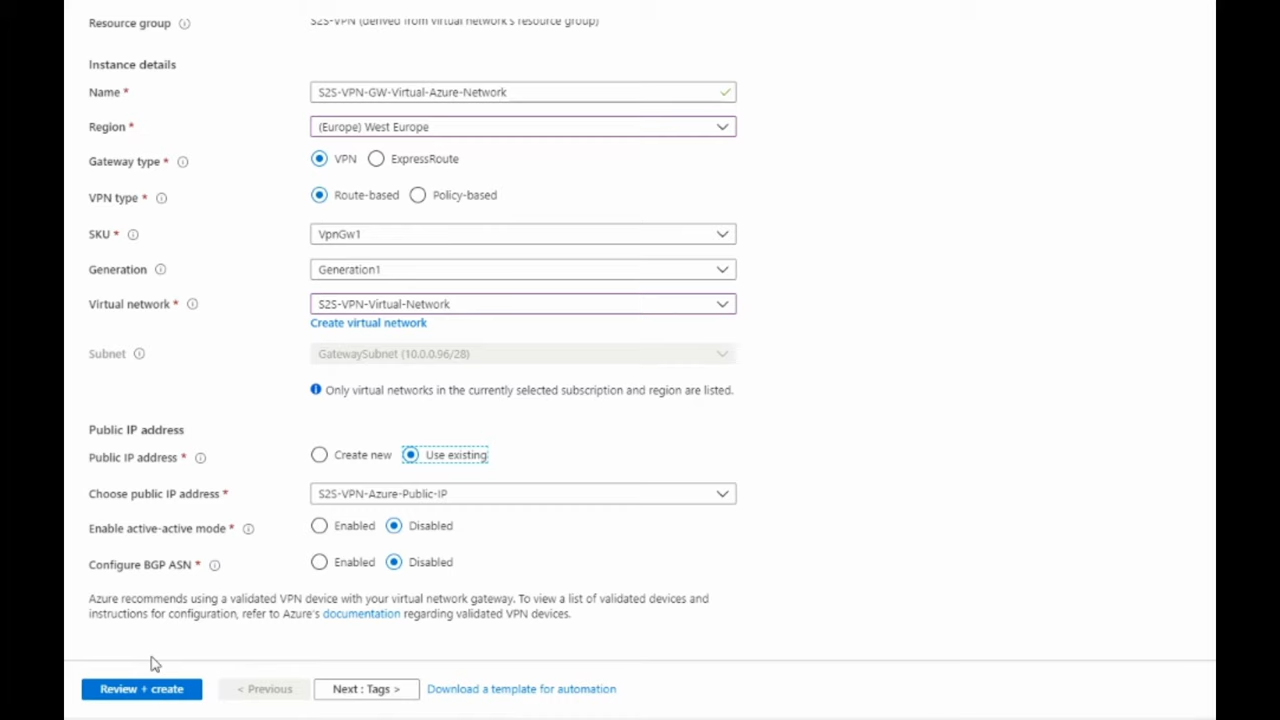 Resource group
S2S-VPN (derived from virtual network's resource group)
Instance details
Name *
S2S-VPN-GW-Virtual-Azure-Network
Region *
(Europe) West Europe
Gateway type *
VPN
ExpressRoute
VPN type *
Route-based
Policy-based
SKU *
VpnGw1
Generation
Generation1
Virtual network *
S2S-VPN-Virtual-Network
Create virtual network
Subnet
GatewaySubnet (10.0.0.96/28)
Only virtual networks in the currently selected subscription and region are listed.
Public IP address
Public IP address *
Create new
Use existing
Choose public IP address *
S2S-VPN-Azure-Public-IP
Enable active-active mode *
Enabled
Disabled
Configure BGP ASN *
Enabled
Disabled
Azure recommends using a validated VPN device with your virtual network gateway. To view a list of validated devices and
instructions for configuration, refer to Azure's documentation regarding validated VPN devices.
Review + create
< Previous
Next : Tags >
Download a template for automation